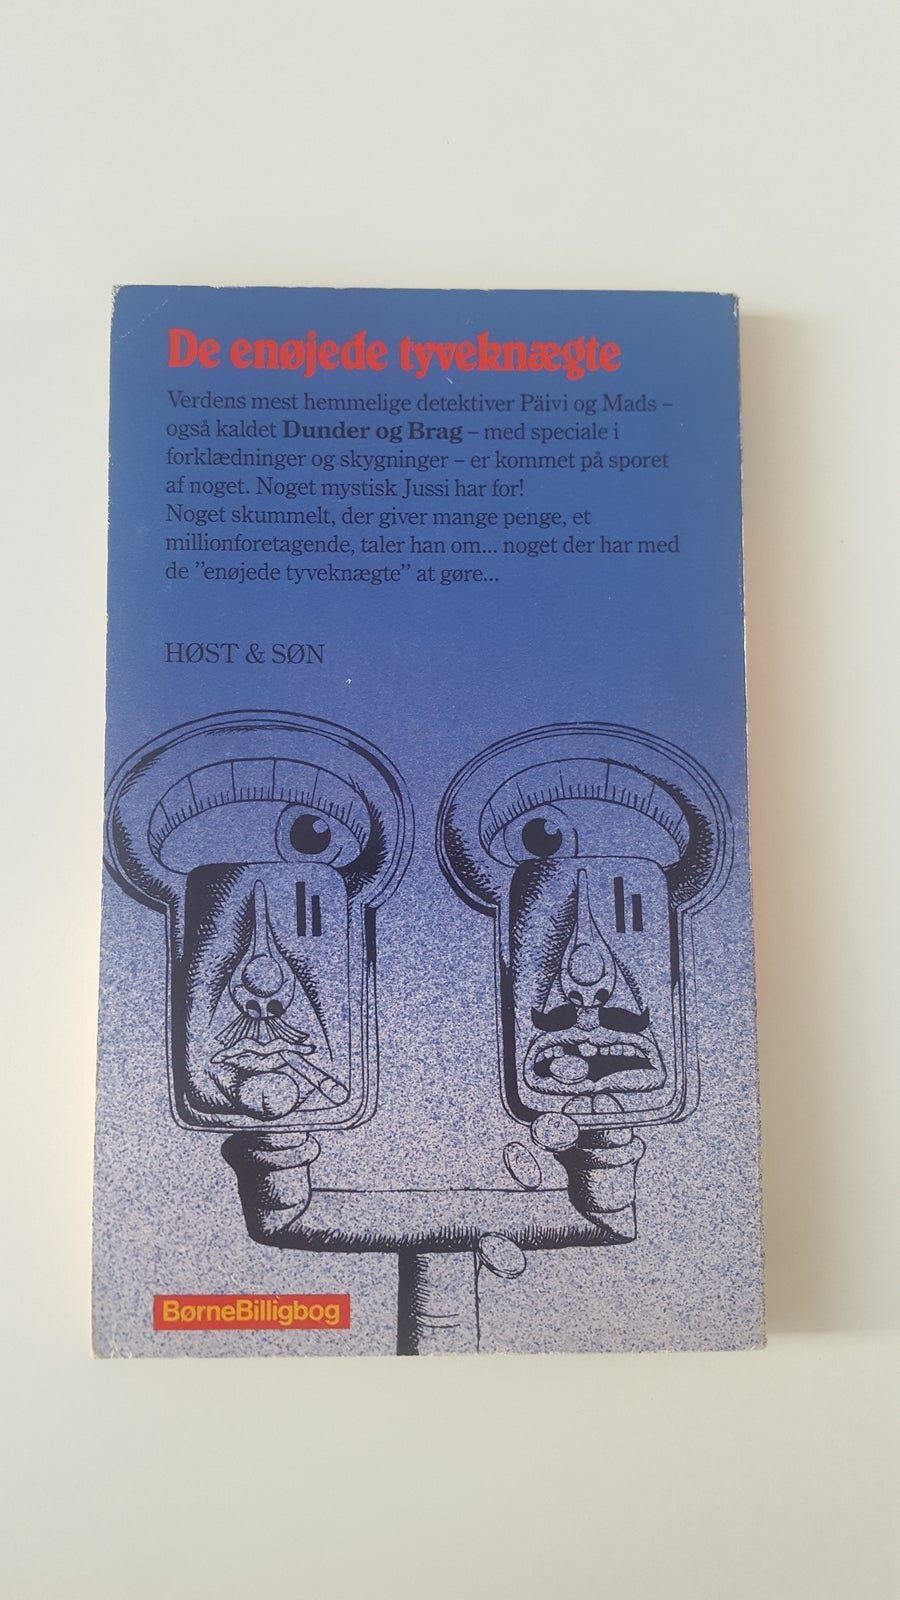 De enøjede tyveknægte
Verdens mest hemmelige detektiver Päivi og Mads –
også kaldet Dunder og Brag – med speciale i
forklædninger og skygninger – er kommet på sporet
af noget. Noget mystisk Jussi har for!
Noget skummelt, der giver mange penge, et
millionforetagende, taler han om... noget der har med
de ”enøjede tyveknægte” at gøre...
HØST & SØN
BørneBilligbog